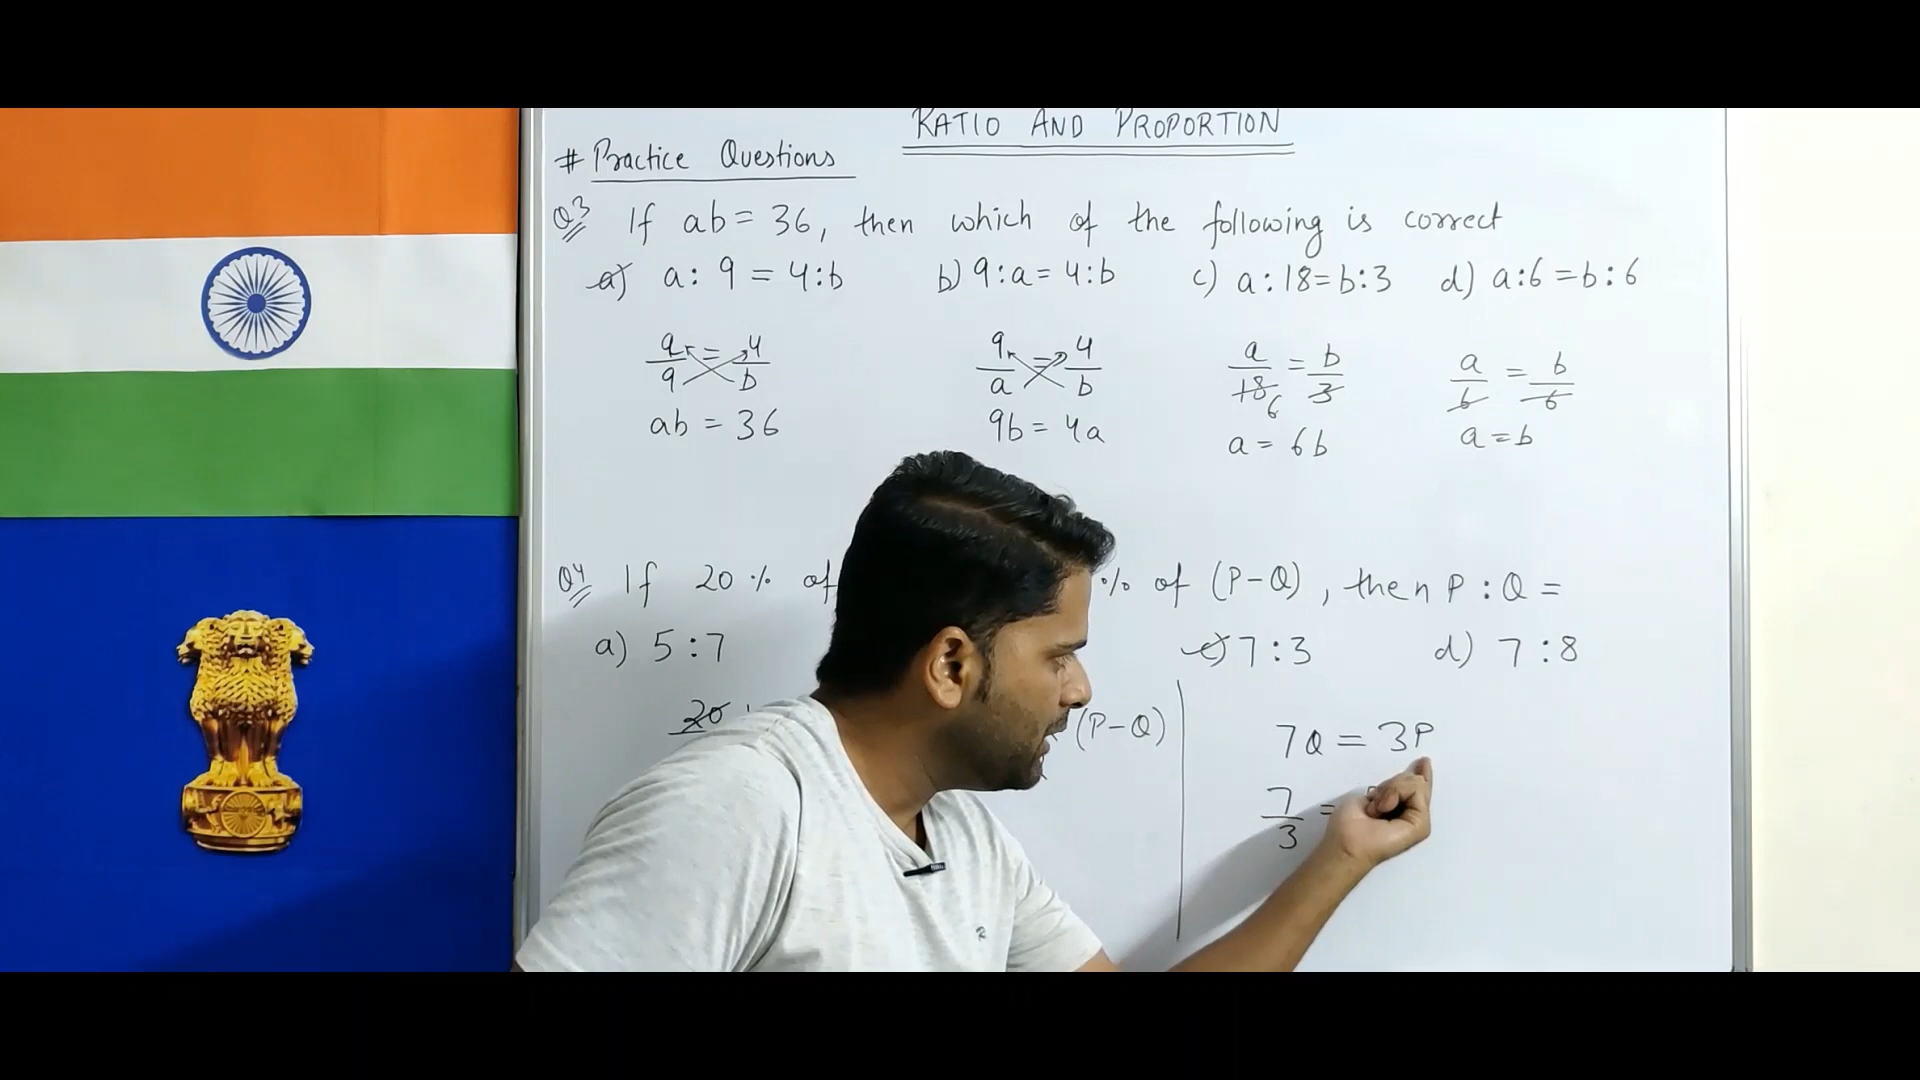 RATIO AND PROPORTION
# Practice Questions
Q3 If ab = 36, then which of the following is correct
a) a : 9 = 4 : b b) 9 : a = 4 : b c) a : 18 = b : 3 d) a : 6 = b : 6
a/9 = 4/b 9/a = 4/b a/18 6 = b/3 a/6 = b/6
ab = 36 9b = 4a a = 6b a = b
Q4 If 20 % of % of (P-Q), then P : Q =
a) 5 : 7 c) 7 : 3 d) 7 : 8
20 (P-Q) 7Q = 3P
7/3 =
R